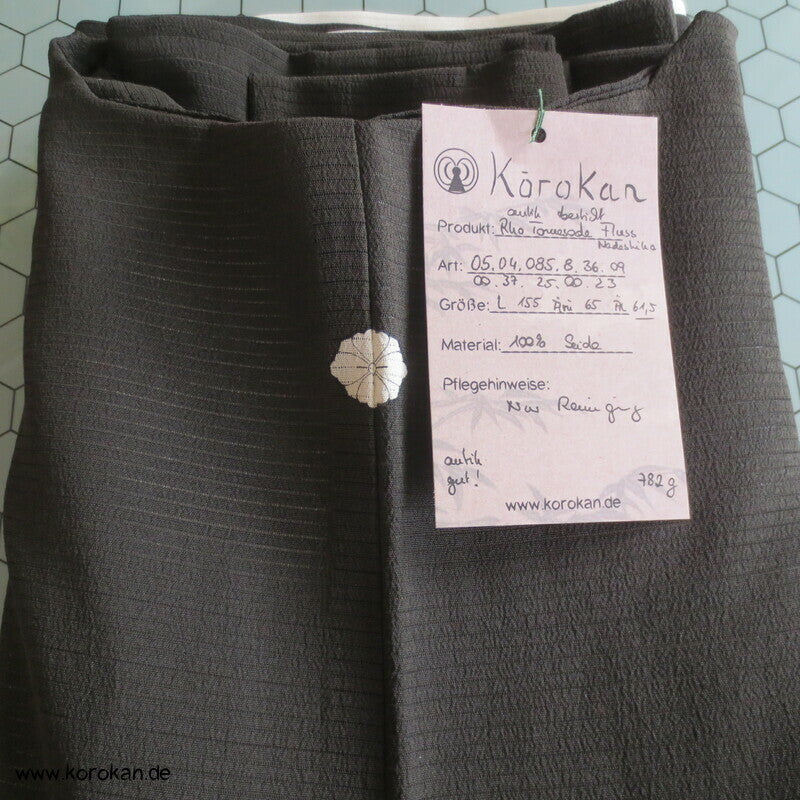 Kōrokan
antik bestickt
Produkt: Rho Tomesode Fluss
Nadeshiko
Art: 05.04.085.8.36.09
00.37.25.00.23
Größe: L 155 Ärm 65 ÄL 61,5
Material: 100% Seide
Pflegehinweise:
Nur Reinigung
antik
gut!
782g
www.korokan.de
www.korokan.de